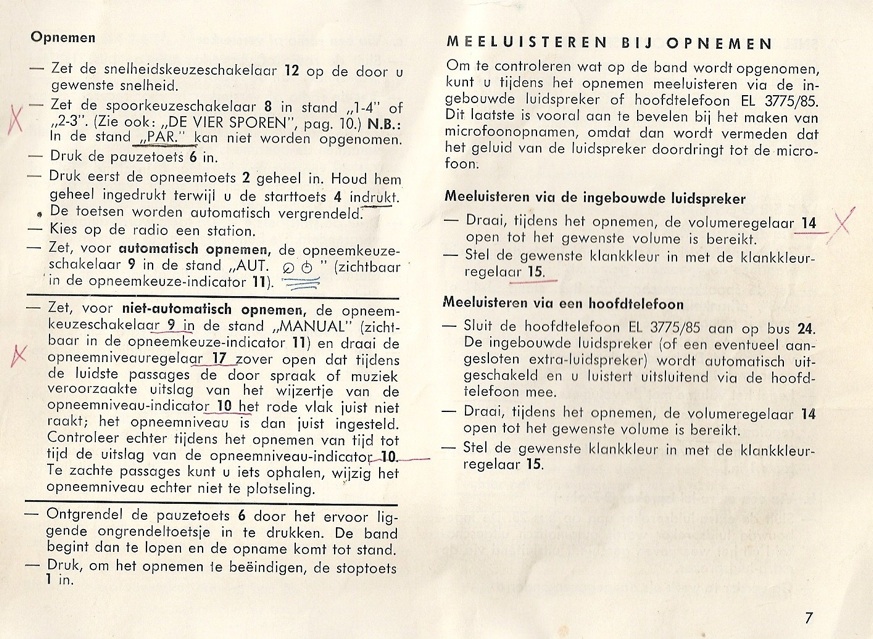 Opnemen
— Zet de snelheidskeuzeschakelaar 12 op de door u
gewenste snelheid.
— Zet de spoorkeuzeschakelaar 8 in stand „1-4" of
„2-3". (Zie ook: „DE VIER SPOREN", pag. 10.) N.B.:
In de stand „PAR." kan niet worden opgenomen.
— Druk de pauzetoets 6 in.
— Druk eerst de opneemtoets 2 geheel in. Houd hem
geheel ingedrukt terwijl u de starttoets 4 indrukt.
De toetsen worden automatisch vergrendeld.
— Kies op de radio een station.
— Zet, voor automatisch opnemen, de opneemkeuze-
schakelaar 9 in de stand „AUT. " (zichtbaar
in de opneemkeuze-indicator 11).
— Zet, voor niet-automatisch opnemen, de opneem-
keuzeschakelaar 9 in de stand „MANUAL" (zicht-
baar in de opneemkeuze-indicator 11) en draai de
opneemniveauregelaar 17 zover open dat tijdens
de luidste passages de door spraak of muziek
veroorzaakte uitslag van het wijzertje van de
opneemniveau-indicator 10 het rode vlak juist niet
raakt; het opneemniveau is dan juist ingesteld.
Controleer echter tijdens het opnemen van tijd tot
tijd de uitslag van de opneemniveau-indicator 10.
Te zachte passages kunt u iets ophalen, wijzig het
opneemniveau echter niet te plotseling.
— Ontgrendel de pauzetoets 6 door het ervoor lig-
gende ongrendeltoetsje in te drukken. De band
begint dan te lopen en de opname komt tot stand.
— Druk, om het opnemen te beëindigen, de stoptoets
1 in.
MEELUISTEREN BIJ OPNEMEN
Om te controleren wat op de band wordt opgenomen,
kunt u tijdens het opnemen meeluisteren via de in-
gebouwde luidspreker of hoofdtelefoon EL 3775/85.
Dit laatste is vooral aan te bevelen bij het maken van
microfoonopnamen, omdat dan wordt vermeden dat
het geluid van de luidspreker doordringt tot de micro-
foon.
Meeluisteren via de ingebouwde luidspreker
— Draai, tijdens het opnemen, de volumeregelaar 14
open tot het gewenste volume is bereikt.
— Stel de gewenste klankkleur in met de klankkleur-
regelaar 15.
Meeluisteren via een hoofdtelefoon
— Sluit de hoofdtelefoon EL 3775/85 aan op bus 24.
De ingebouwde luidspreker (of een eventueel aan-
gesloten extra-luidspreker) wordt automatisch uit-
geschakeld en u luistert uitsluitend via de hoofd-
telefoon mee.
— Draai, tijdens het opnemen, de volumeregelaar 14
open tot het gewenste volume is bereikt.
— Stel de gewenste klankkleur in met de klankkleur-
regelaar 15.
7